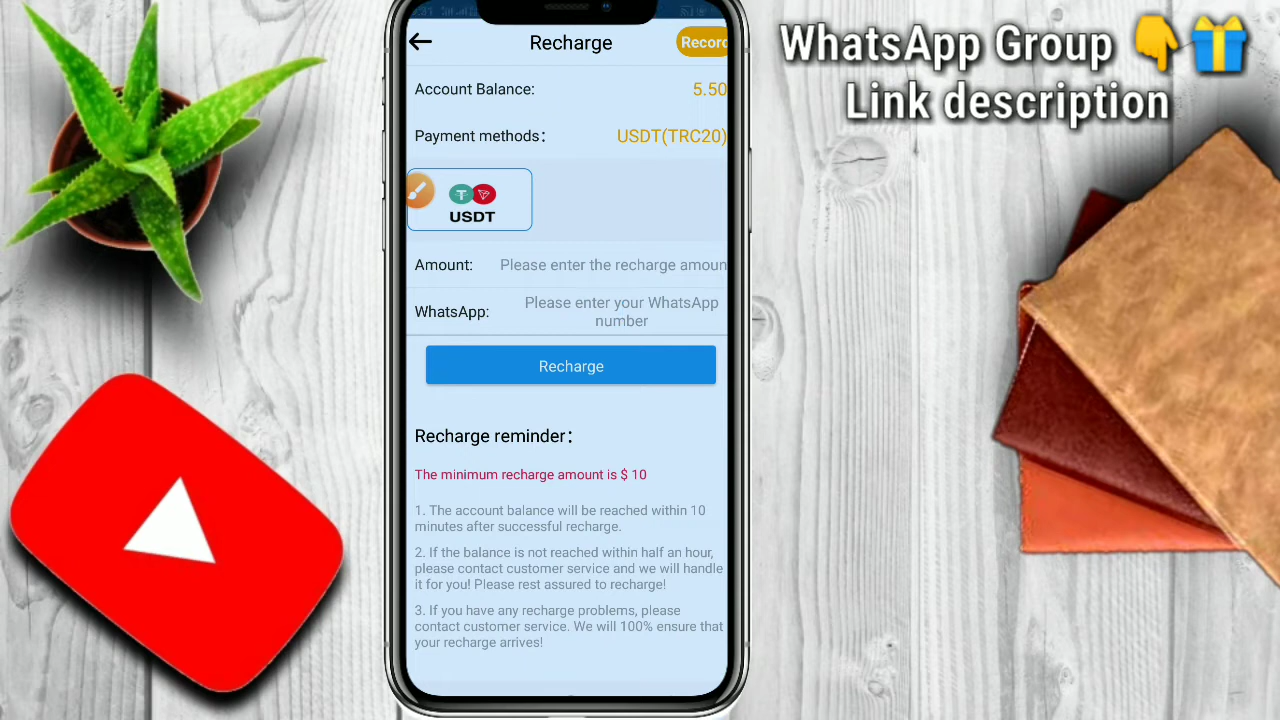 WhatsApp Group
Link description
Recharge
Record
Account Balance:
5.50
Payment methods：
USDT(TRC20)
USDT
Amount:
Please enter the recharge amoun
WhatsApp:
Please enter your WhatsApp
number
Recharge
Recharge reminder：
The minimum recharge amount is $ 10
1. The account balance will be reached within 10
minutes after successful recharge.
2. If the balance is not reached within half an hour,
please contact customer service and we will handle
it for you! Please rest assured to recharge!
3. If you have any recharge problems, please
contact customer service. We will 100% ensure that
your recharge arrives!